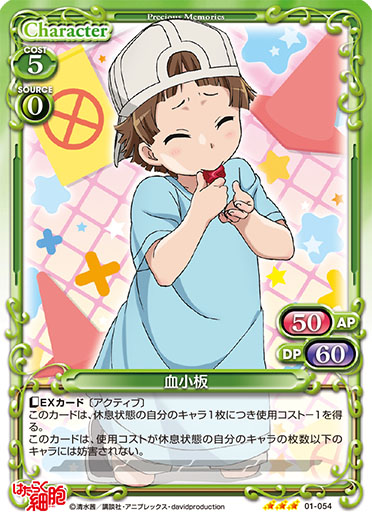 Precious Memories
Character
COST
5
SOURCE
0
50 AP
DP 60
血小板
EXカード〔アクティブ〕
このカードは、休息状態の自分のキャラ1枚につき使用コスト－1を得
る。
このカードは、使用コストが休息状態の自分のキャラの枚数以下の
キャラには妨害されない。
はたらく
細胞
©清水茜／講談社・アニプレックス・davidproduction
01-054